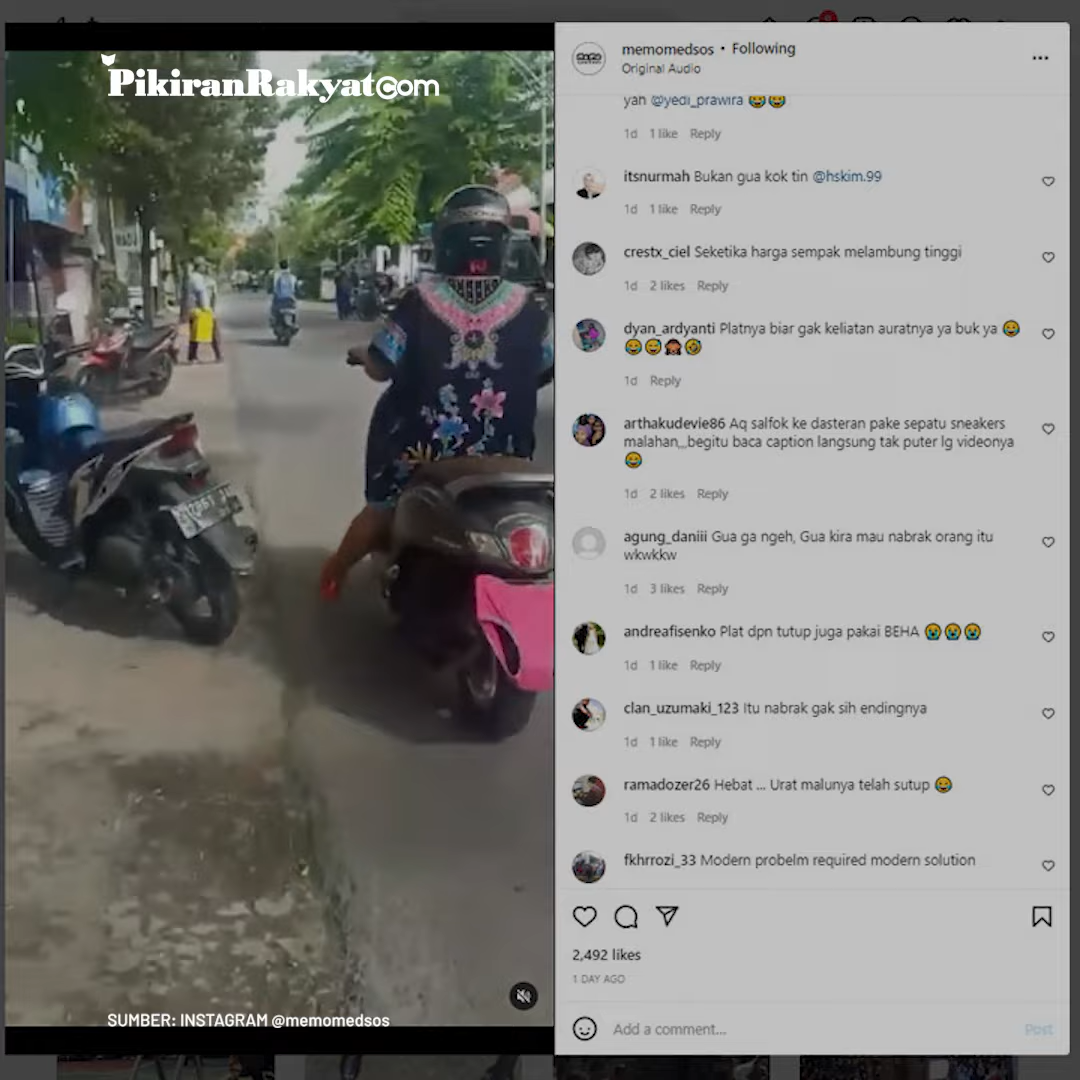 PikiranRakyat.com
memomedsos • Following
Original Audio
yah @yedi_prawira 😂😂
1d 1 like Reply
itsnurmah Bukan gua kok tin @hskim.99
1d 1 like Reply
crestx_ciel Seketika harga sempak melambung tinggi
1d 2 likes Reply
dyan_ardyanti Platnya biar gak keliatan auratnya ya buk ya 😂
😂😅🙈🤣
1d Reply
arthakudevie86 Aq salfok ke dasteran pake sepatu sneakers
malahan,,,begitu baca caption langsung tak puter lg videonya
😂
1d 2 likes Reply
agung_daniii Gua ga ngeh, Gua kira mau nabrak orang itu
wkwkkw
1d 3 likes Reply
andreafisenko Plat dpn tutup juga pakai BEHA 😭😭😭
1d 1 like Reply
clan_uzumaki_123 Itu nabrak gak sih endingnya
1d 1 like Reply
ramadozer26 Hebat ... Urat malunya telah sutup 😂
1d 2 likes Reply
fkhrrozi_33 Modern probelm required modern solution
2,492 likes
1 DAY AGO
Add a comment...
Post
SUMBER: INSTAGRAM @memomedsos